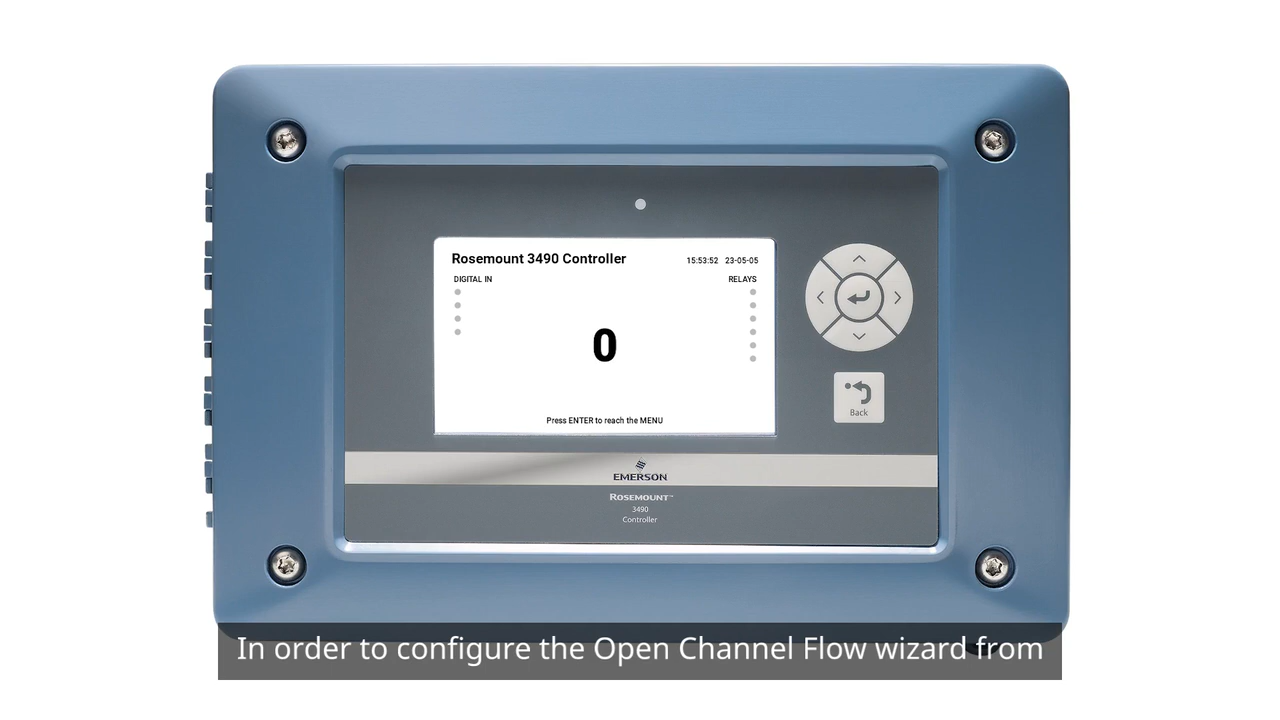 Rosemount 3490 Controller
15:53:52 23-05-05
DIGITAL IN
RELAYS
0
Press ENTER to reach the MENU
Back
EMERSON
ROSEMOUNT™
3490
Controller
In order to configure the Open Channel Flow wizard from